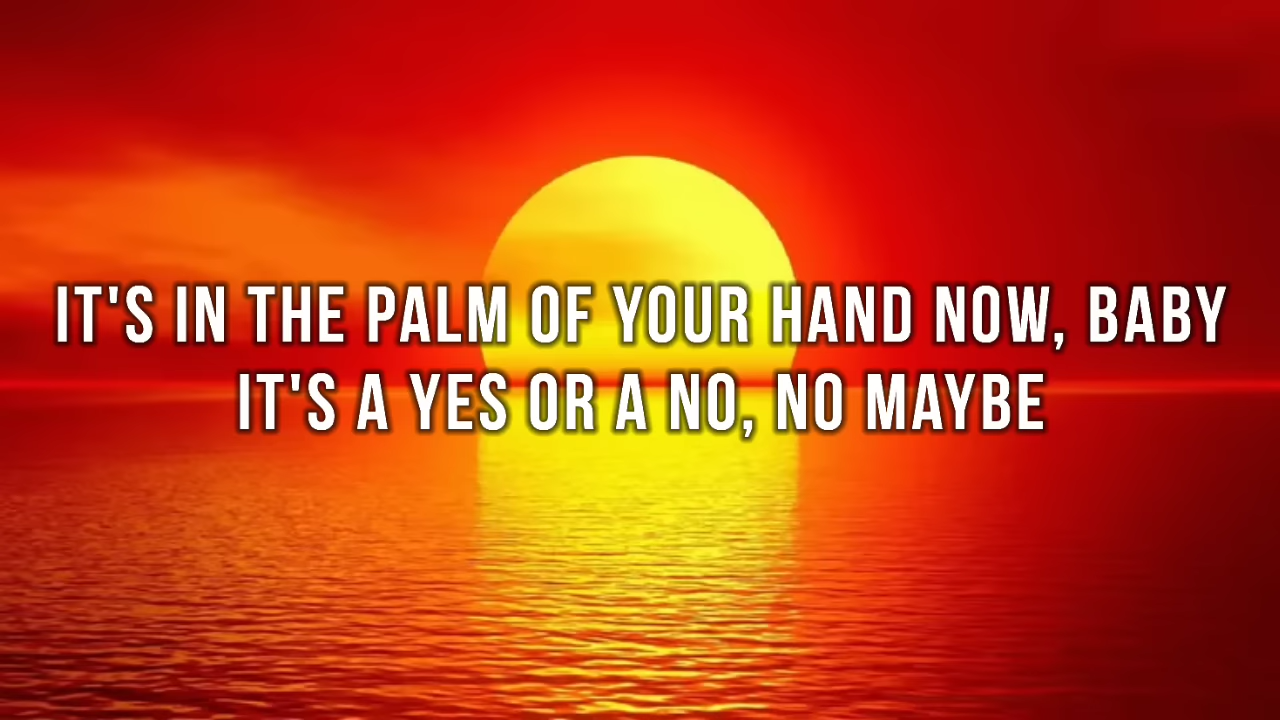 IT'S IN THE PALM OF YOUR HAND NOW, BABY
IT'S A YES OR A NO, NO MAYBE